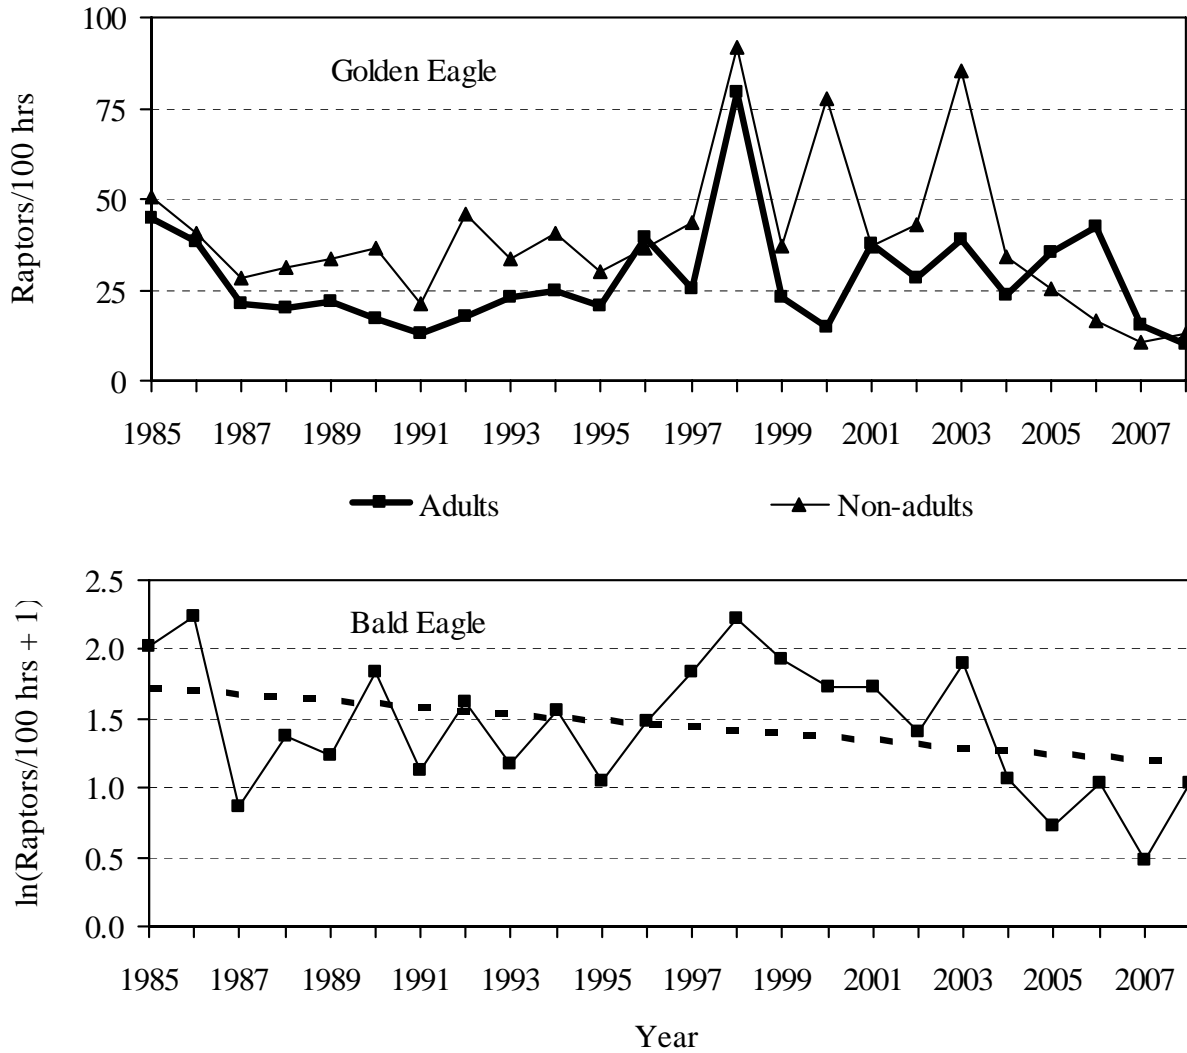 100
Golden Eagle
75
50
25
0
Raptors/100 hrs
1985 1987 1989 1991 1993 1995 1997 1999 2001 2003 2005 2007
Adults Non-adults
2.5
Bald Eagle
2.0
1.5
1.0
0.5
0.0
ln(Raptors/100 hrs + 1)
1985 1987 1989 1991 1993 1995 1997 1999 2001 2003 2005 2007
Year